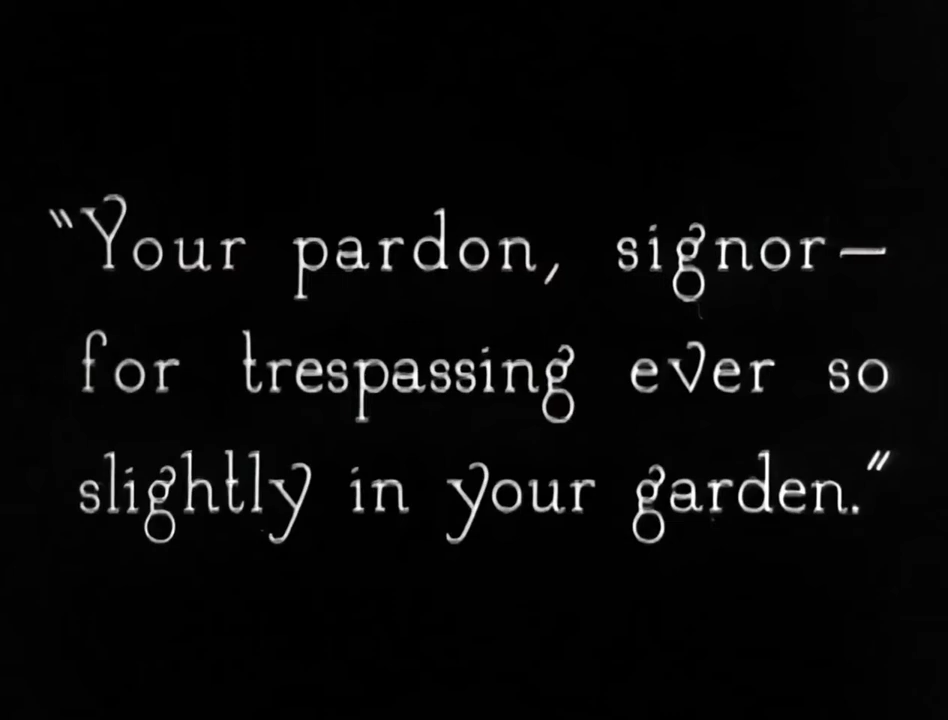 "Your pardon, signor—
for trespassing ever so
slightly in your garden."